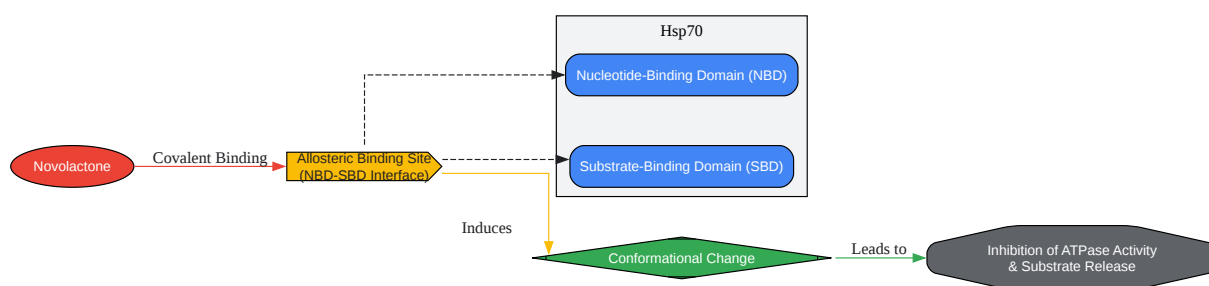 Hsp70
Nucleotide-Binding Domain (NBD)
Novolactone
Covalent Binding
Allosteric Binding Site
(NBD-SBD Interface)
Substrate-Binding Domain (SBD)
Induces
Conformational Change
Leads to
Inhibition of ATPase Activity
& Substrate Release